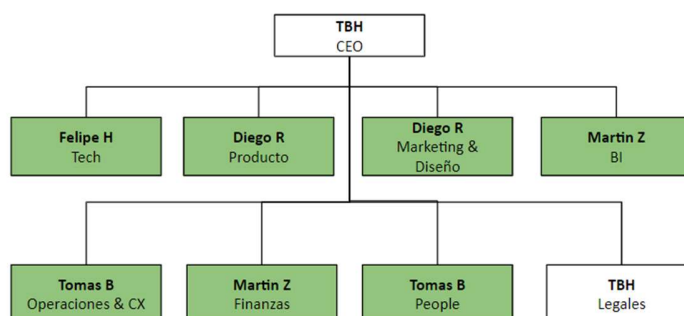 TBH
CEO
Felipe H
Tech
Diego R
Producto
Diego R
Marketing &
Diseño
Martin Z
BI
Tomas B
Operaciones & CX
Martin Z
Finanzas
Tomas B
People
TBH
Legales